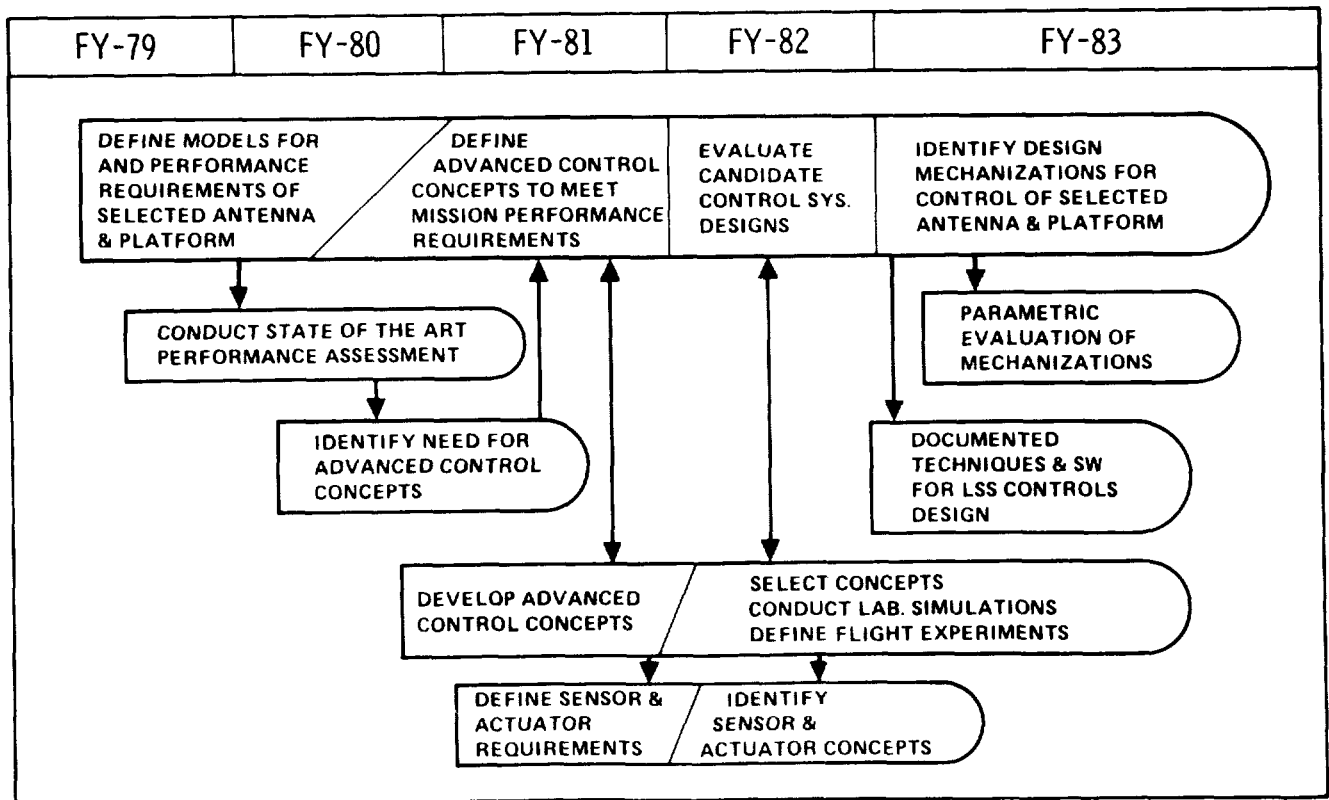 FY-79
FY-80
FY-81
FY-82
FY-83
DEFINE MODELS FOR
AND PERFORMANCE
REQUIREMENTS OF
SELECTED ANTENNA
& PLATFORM
DEFINE
ADVANCED CONTROL
CONCEPTS TO MEET
MISSION PERFORMANCE
REQUIREMENTS
EVALUATE
CANDIDATE
CONTROL SYS.
DESIGNS
IDENTIFY DESIGN
MECHANIZATIONS FOR
CONTROL OF SELECTED
ANTENNA & PLATFORM
CONDUCT STATE OF THE ART
PERFORMANCE ASSESSMENT
PARAMETRIC
EVALUATION OF
MECHANIZATIONS
IDENTIFY NEED FOR
ADVANCED CONTROL
CONCEPTS
DOCUMENTED
TECHNIQUES & SW
FOR LSS CONTROLS
DESIGN
DEVELOP ADVANCED
CONTROL CONCEPTS
SELECT CONCEPTS
CONDUCT LAB. SIMULATIONS
DEFINE FLIGHT EXPERIMENTS
DEFINE SENSOR &
ACTUATOR
REQUIREMENTS
IDENTIFY
SENSOR &
ACTUATOR CONCEPTS